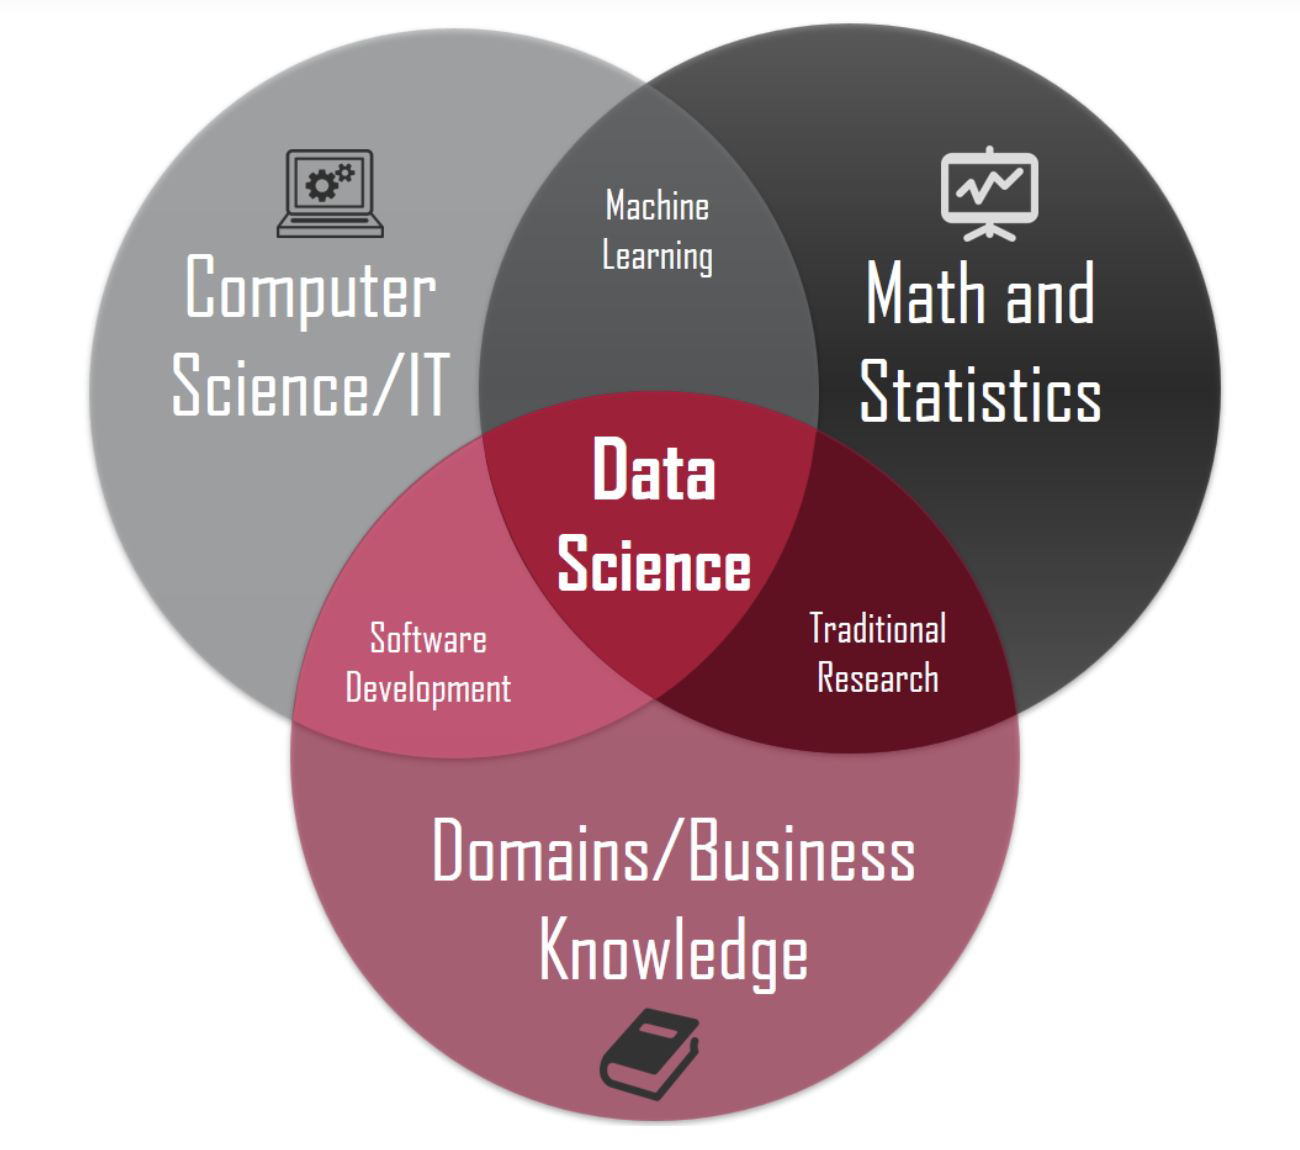 Machine
Learning
Computer
Science/IT
Math and
Statistics
Data
Science
Software
Development
Traditional
Research
Domains/Business
Knowledge